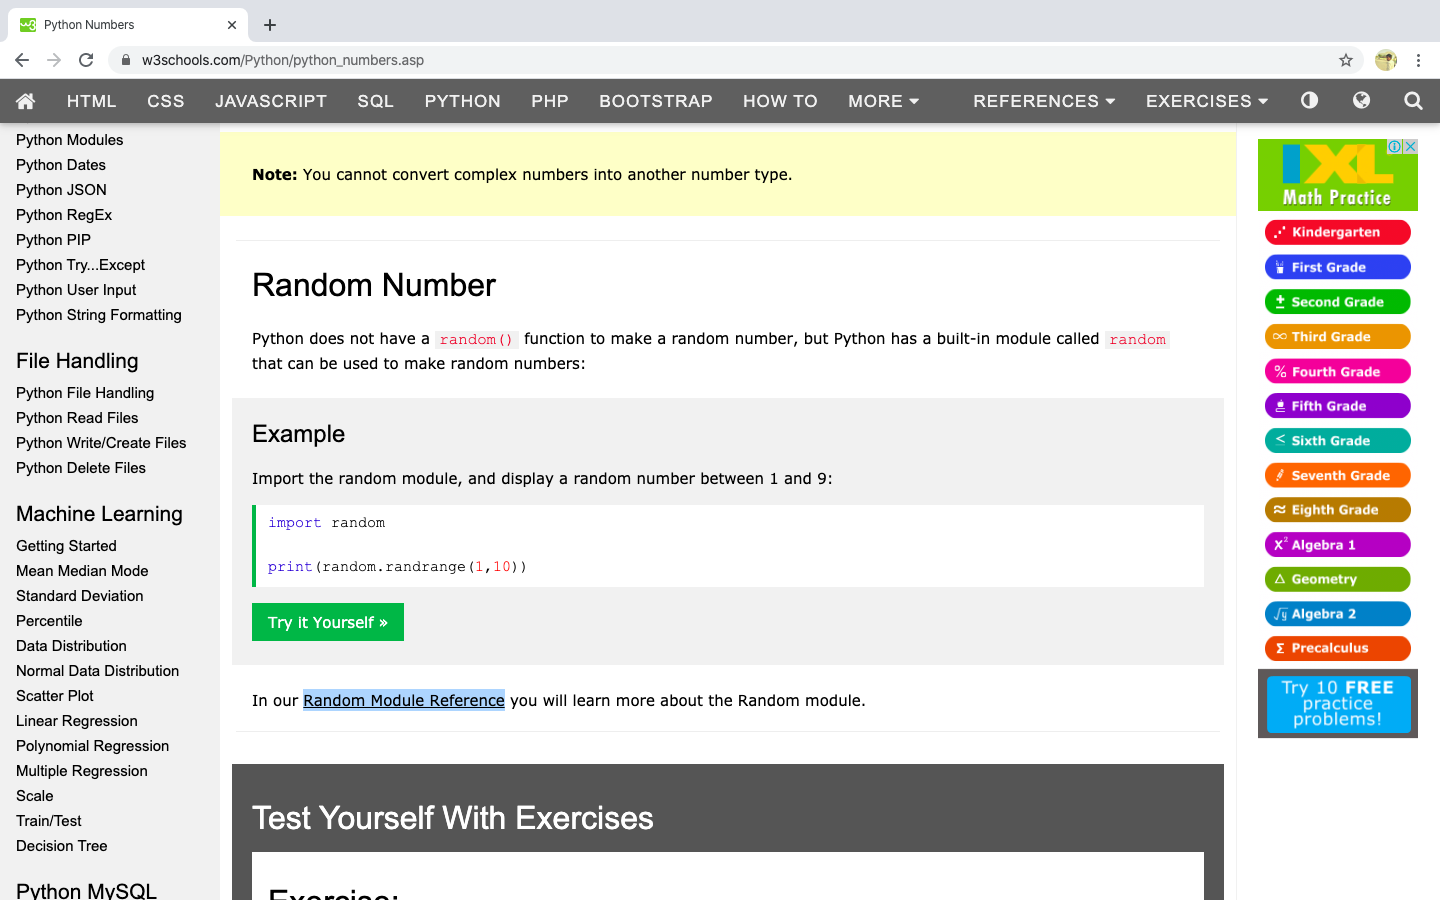 Python Numbers
w3schools.com/Python/python_numbers.asp
HTML CSS JAVASCRIPT SQL PYTHON PHP BOOTSTRAP HOW TO MORE REFERENCES EXERCISES
Python Modules
Python Dates
Python JSON
Python RegEx
Python PIP
Python Try...Except
Python User Input
Python String Formatting
File Handling
Python File Handling
Python Read Files
Python Write/Create Files
Python Delete Files
Machine Learning
Getting Started
Mean Median Mode
Standard Deviation
Percentile
Data Distribution
Normal Data Distribution
Scatter Plot
Linear Regression
Polynomial Regression
Multiple Regression
Scale
Train/Test
Decision Tree
Python MySQL
Note: You cannot convert complex numbers into another number type.
Random Number
Python does not have a random() function to make a random number, but Python has a built-in module called random
that can be used to make random numbers:
Example
Import the random module, and display a random number between 1 and 9:
import random
print(random.randrange(1,10))
Try it Yourself »
In our Random Module Reference you will learn more about the Random module.
Test Yourself With Exercises
Exercise:
IXL
Math Practice
Kindergarten
First Grade
± Second Grade
∞ Third Grade
% Fourth Grade
Fifth Grade
≤ Sixth Grade
Seventh Grade
≈ Eighth Grade
X² Algebra 1
△ Geometry
√y Algebra 2
Σ Precalculus
Try 10 FREE
practice
problems!